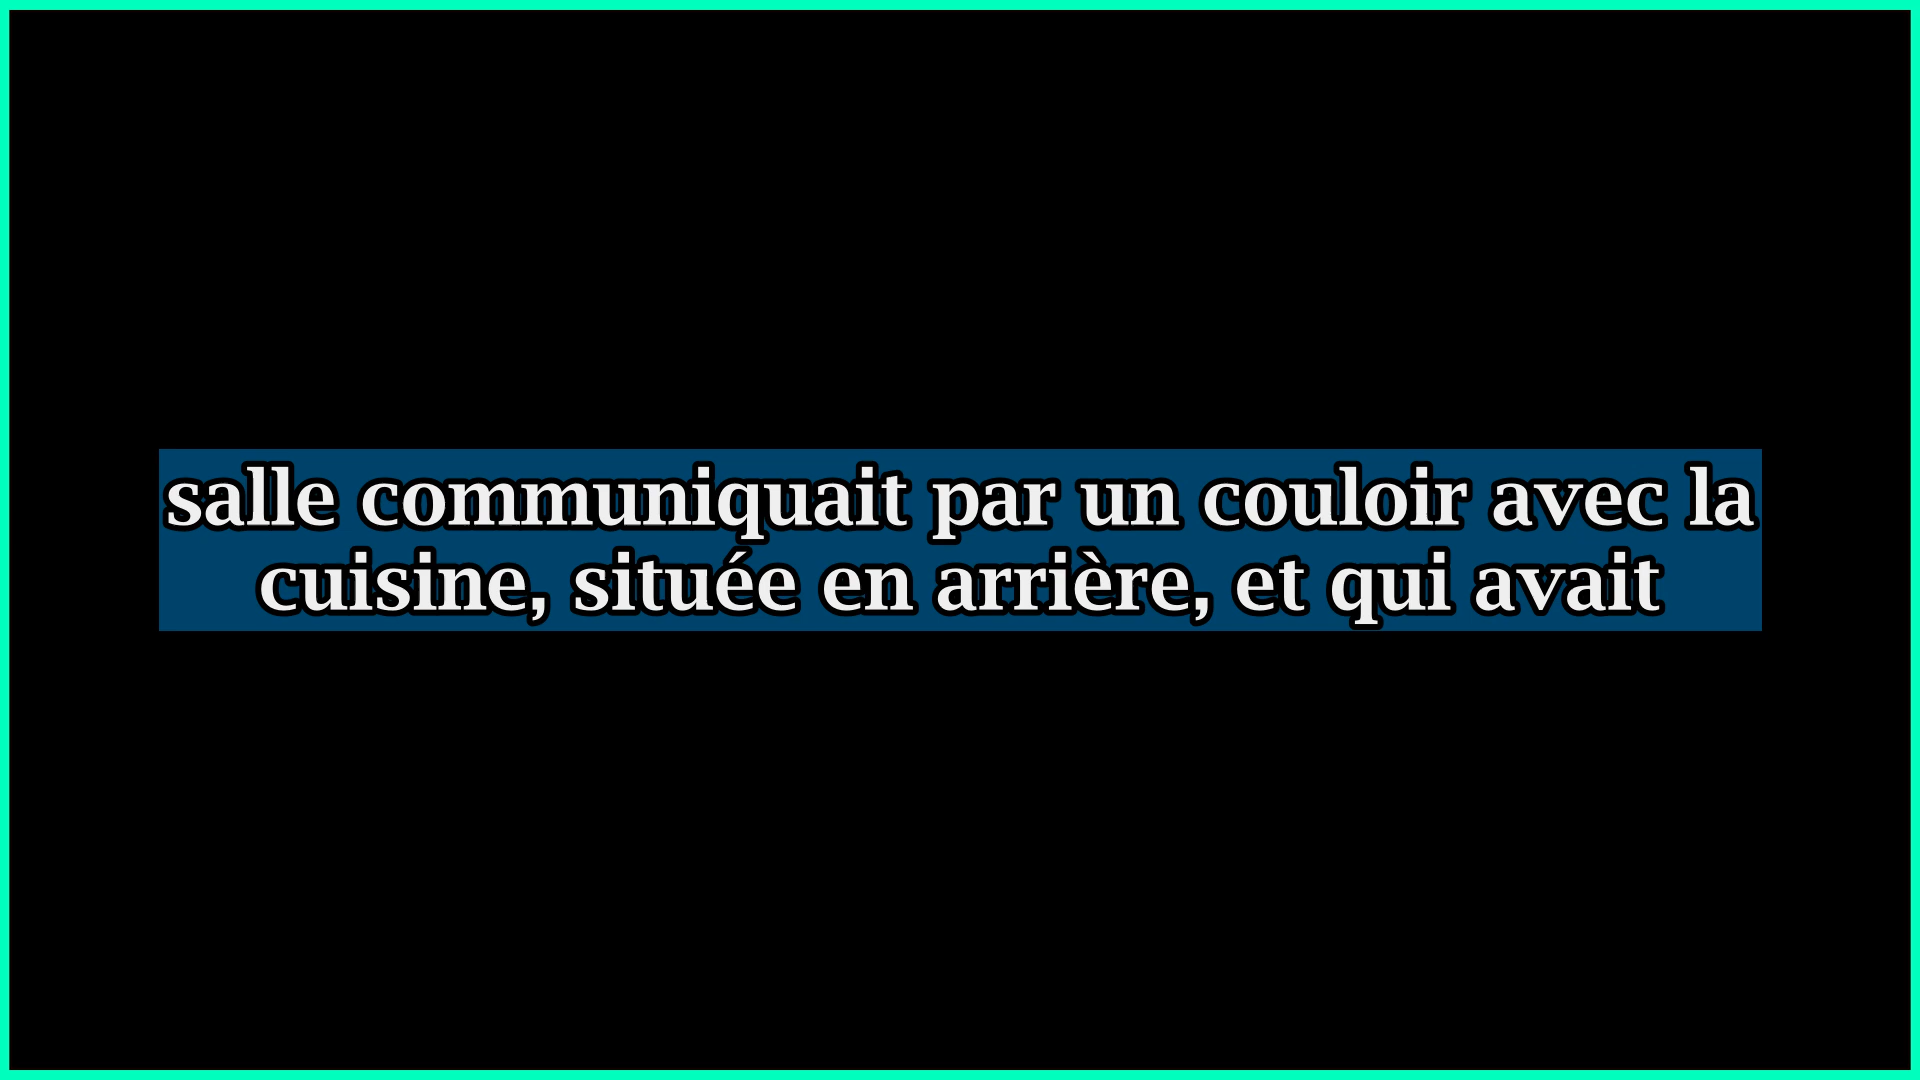 salle communiquait par un couloir avec la
cuisine, située en arrière, et qui avait